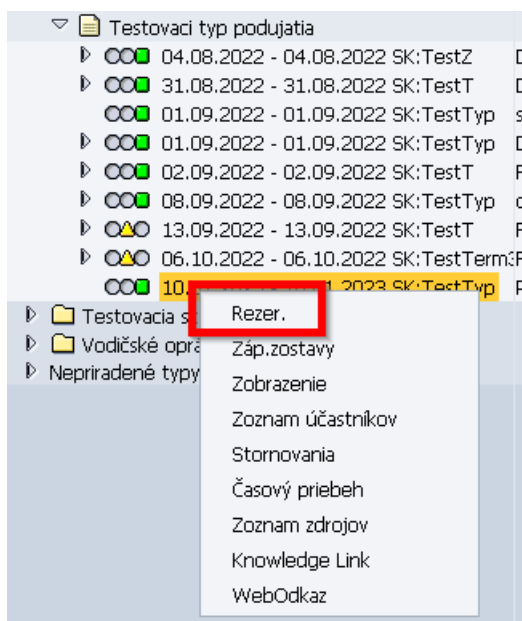 Testovaci typ podujatia
04.08.2022 - 04.08.2022 SK:TestZ
31.08.2022 - 31.08.2022 SK:TestT
01.09.2022 - 01.09.2022 SK:TestTyp
01.09.2022 - 01.09.2022 SK:TestTyp
02.09.2022 - 02.09.2022 SK:TestT
08.09.2022 - 08.09.2022 SK:TestTyp
13.09.2022 - 13.09.2022 SK:TestT
06.10.2022 - 06.10.2022 SK:TestTerm
10. 2023 SK:TestTyp
Testovacia
Vodičské
Nepriradené typy
Rezer.
Záp.zostavy
Zobrazenie
Zoznam účastníkov
Stornovania
Časový priebeh
Zoznam zdrojov
Knowledge Link
WebOdkaz